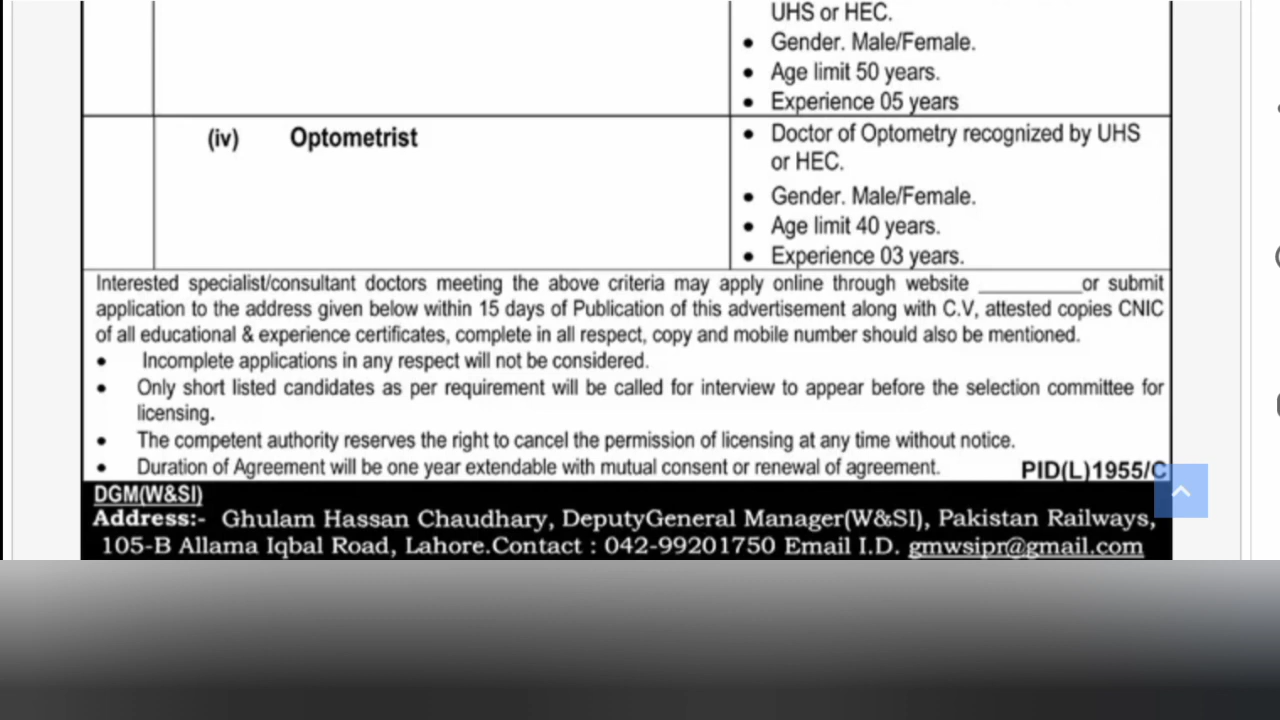 UHS or HEC.
• Gender. Male/Female.
• Age limit 50 years.
• Experience 05 years
(iv) Optometrist
• Doctor of Optometry recognized by UHS
or HEC.
• Gender. Male/Female.
• Age limit 40 years.
• Experience 03 years.
Interested specialist/consultant doctors meeting the above criteria may apply online through website __________or submit
application to the address given below within 15 days of Publication of this advertisement along with C.V, attested copies CNIC
of all educational & experience certificates, complete in all respect, copy and mobile number should also be mentioned.
• Incomplete applications in any respect will not be considered.
• Only short listed candidates as per requirement will be called for interview to appear before the selection committee for
licensing.
• The competent authority reserves the right to cancel the permission of licensing at any time without notice.
• Duration of Agreement will be one year extendable with mutual consent or renewal of agreement. PID(L)1955/C
DGM(W&SI)
Address:- Ghulam Hassan Chaudhary, DeputyGeneral Manager(W&SI), Pakistan Railways,
105-B Allama Iqbal Road, Lahore.Contact : 042-99201750 Email I.D. gmwsipr@gmail.com